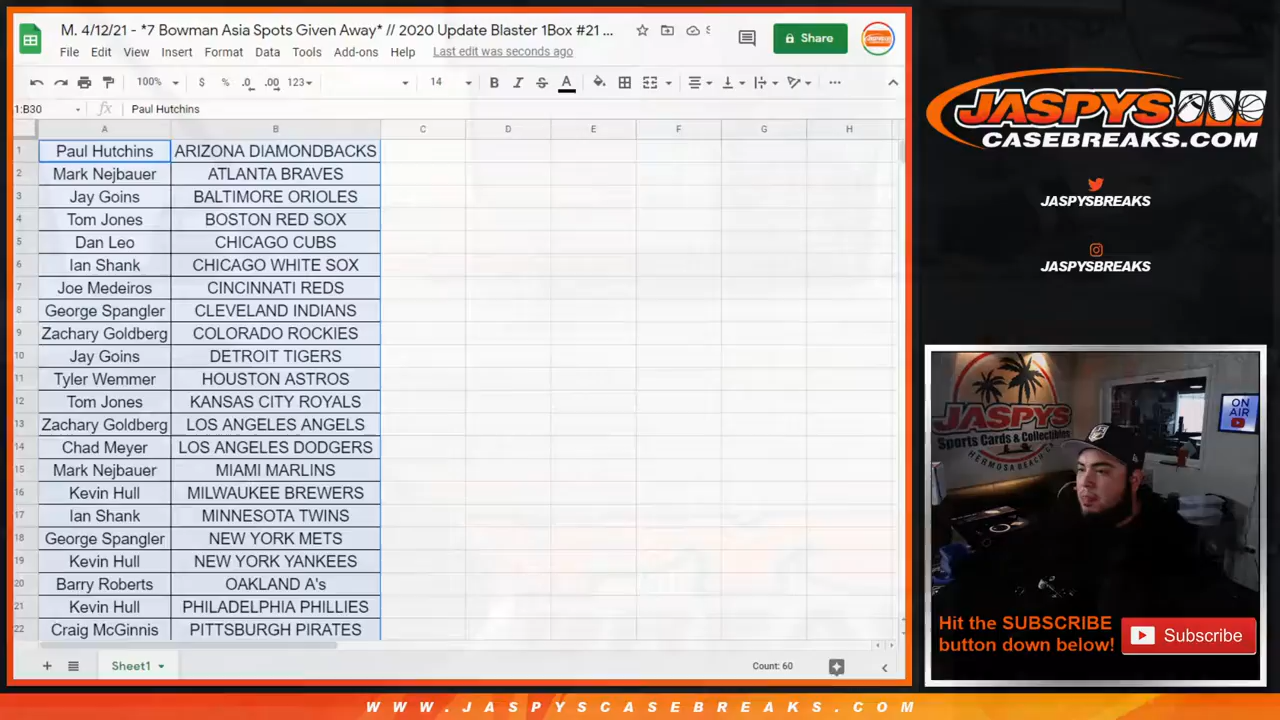 M. 4/12/21 - *7 Bowman Asia Spots Given Away* // 2020 Update Blaster 1Box #21 ...
Share
File Edit View Insert Format Data Tools Add-ons Help Last edit was seconds ago
100% $ % .0 .00 123 14 B I S A
1:B30 fx Paul Hutchins
A B C D E F G H
1 Paul Hutchins ARIZONA DIAMONDBACKS
2 Mark Nejbauer ATLANTA BRAVES
3 Jay Goins BALTIMORE ORIOLES
4 Tom Jones BOSTON RED SOX
5 Dan Leo CHICAGO CUBS
6 Ian Shank CHICAGO WHITE SOX
7 Joe Medeiros CINCINNATI REDS
8 George Spangler CLEVELAND INDIANS
9 Zachary Goldberg COLORADO ROCKIES
10 Jay Goins DETROIT TIGERS
11 Tyler Wemmer HOUSTON ASTROS
12 Tom Jones KANSAS CITY ROYALS
13 Zachary Goldberg LOS ANGELES ANGELS
14 Chad Meyer LOS ANGELES DODGERS
15 Mark Nejbauer MIAMI MARLINS
16 Kevin Hull MILWAUKEE BREWERS
17 Ian Shank MINNESOTA TWINS
18 George Spangler NEW YORK METS
19 Kevin Hull NEW YORK YANKEES
20 Barry Roberts OAKLAND A's
21 Kevin Hull PHILADELPHIA PHILLIES
22 Craig McGinnis PITTSBURGH PIRATES
Sheet1
Count: 60
JASPYS
CASEBREAKS.COM
JASPYSBREAKS
JASPYSBREAKS
JASPYS
Sports Cards & Collectibles
HERMOSA BEACH, CA
ON
AIR
Hit the SUBSCRIBE
button down below!
Subscribe
WWW.JASPYSCASEBREAKS.COM